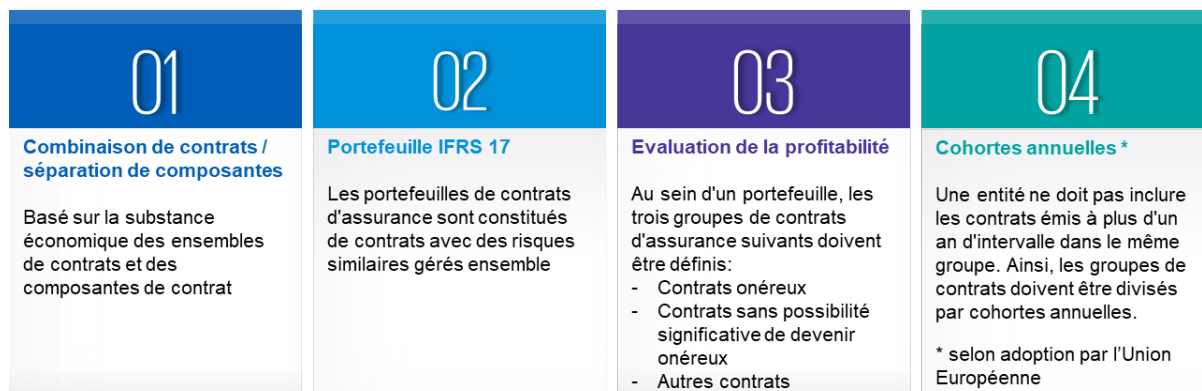 01
Combinaison de contrats /
séparation de composantes
Basé sur la substance
économique des ensembles
de contrats et des
composantes de contrat
02
Portefeuille IFRS 17
Les portefeuilles de contrats
d'assurance sont constitués
de contrats avec des risques
similaires gérés ensemble
03
Evaluation de la profitabilité
Au sein d'un portefeuille, les
trois groupes de contrats
d'assurance suivants doivent
être définis:
- Contrats onéreux
- Contrats sans possibilité
significative de devenir
onéreux
- Autres contrats
04
Cohortes annuelles *
Une entité ne doit pas inclure
les contrats émis à plus d'un
an d'intervalle dans le même
groupe. Ainsi, les groupes de
contrats doivent être divisés
par cohortes annuelles.
* selon adoption par l'Union
Européenne